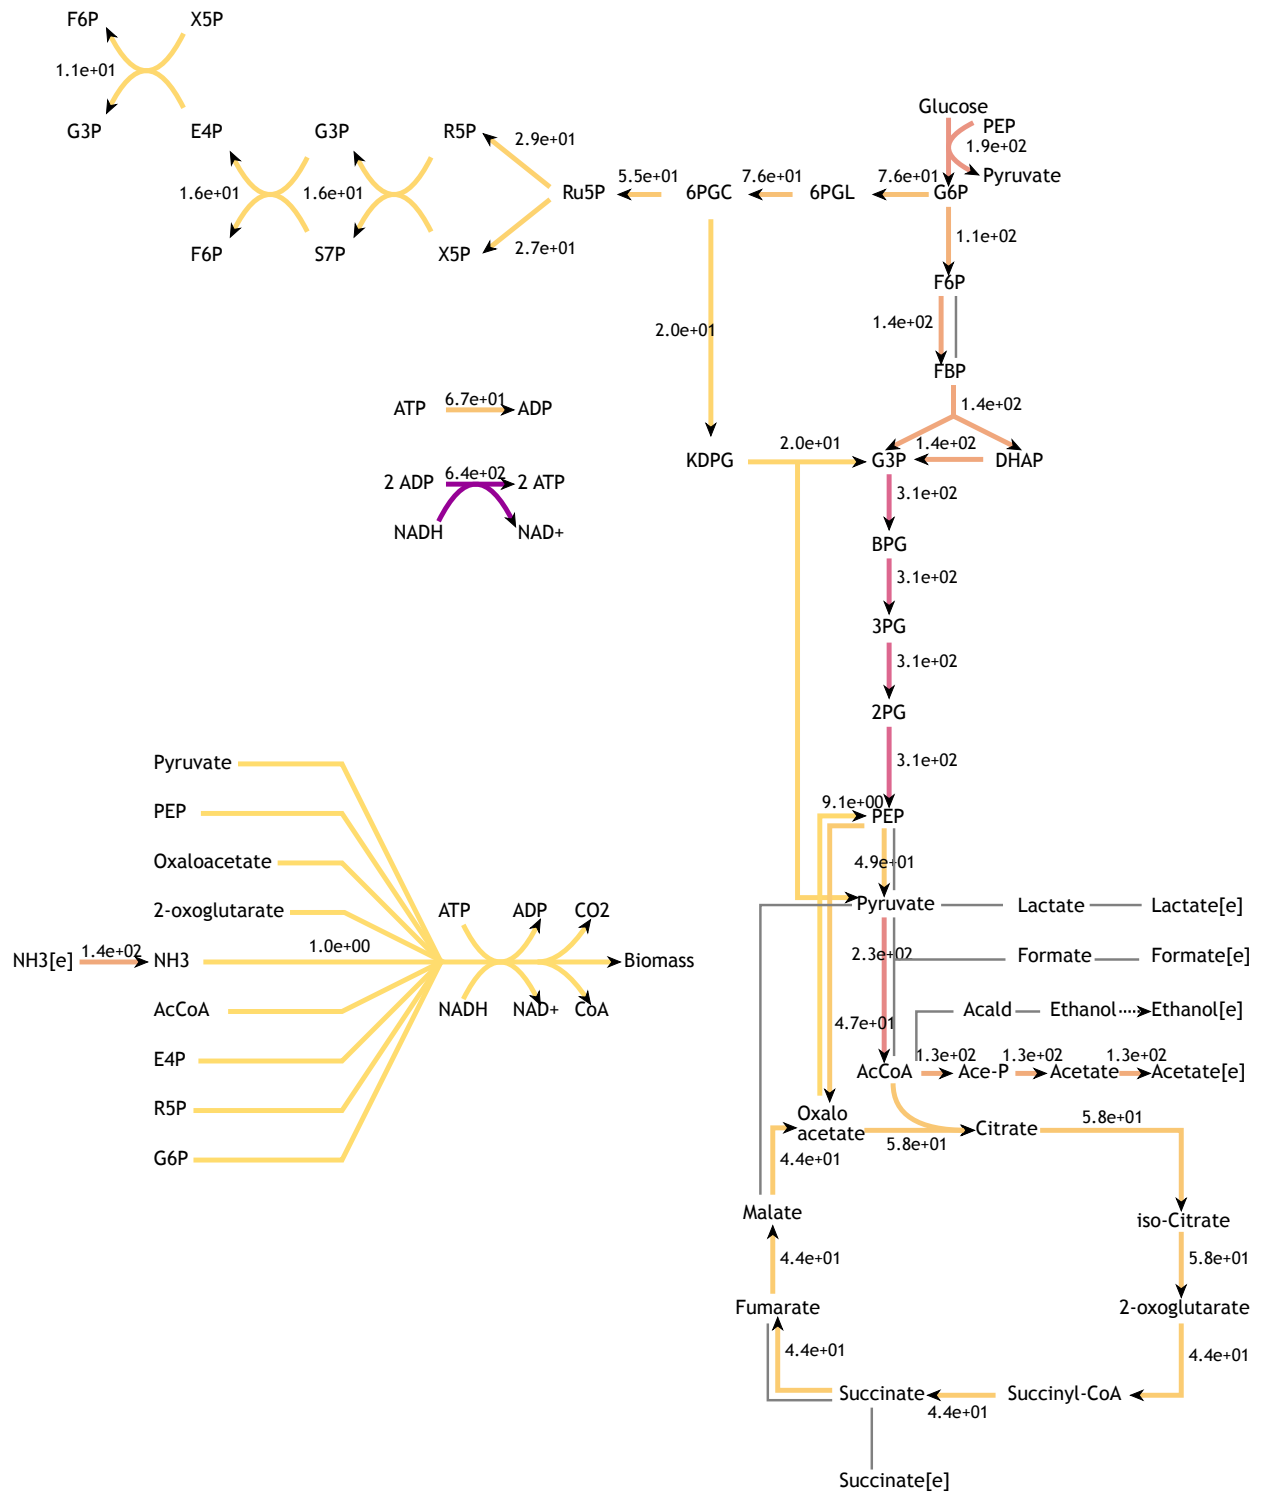 F6P X5P
1.1e+01
G3P E4P G3P R5P
2.9e+01
Glucose
PEP
1.9e+02
Pyruvate
1.6e+01 1.6e+01 Ru5P 5.5e+01 6PGC 7.6e+01 6PGL 7.6e+01 G6P
F6P S7P X5P 2.7e+01
1.1e+02
F6P
2.0e+01 1.4e+02
FBP
ATP 6.7e+01 ADP
1.4e+02
KDPG 2.0e+01 G3P 1.4e+02 DHAP
2 ADP 6.4e+02 2 ATP
3.1e+02
NADH NAD+
BPG
3.1e+02
3PG
3.1e+02
2PG
Pyruvate
3.1e+02
PEP
9.1e+00 PEP
Oxaloacetate
4.9e+01
2-oxoglutarate ATP ADP CO2
Pyruvate Lactate Lactate[e]
NH3[e] 1.4e+02 NH3 1.0e+00 Biomass
2.3e+02 Formate Formate[e]
AcCoA NADH NAD+ CoA
Acald Ethanol Ethanol[e]
4.7e+01
E4P
AcCoA 1.3e+02 Ace-P 1.3e+02 Acetate 1.3e+02 Acetate[e]
R5P
Oxalo
acetate 5.8e+01 Citrate 5.8e+01
G6P
4.4e+01
Malate iso-Citrate
4.4e+01 5.8e+01
Fumarate 2-oxoglutarate
4.4e+01 4.4e+01
Succinate 4.4e+01 Succinyl-CoA
Succinate[e]